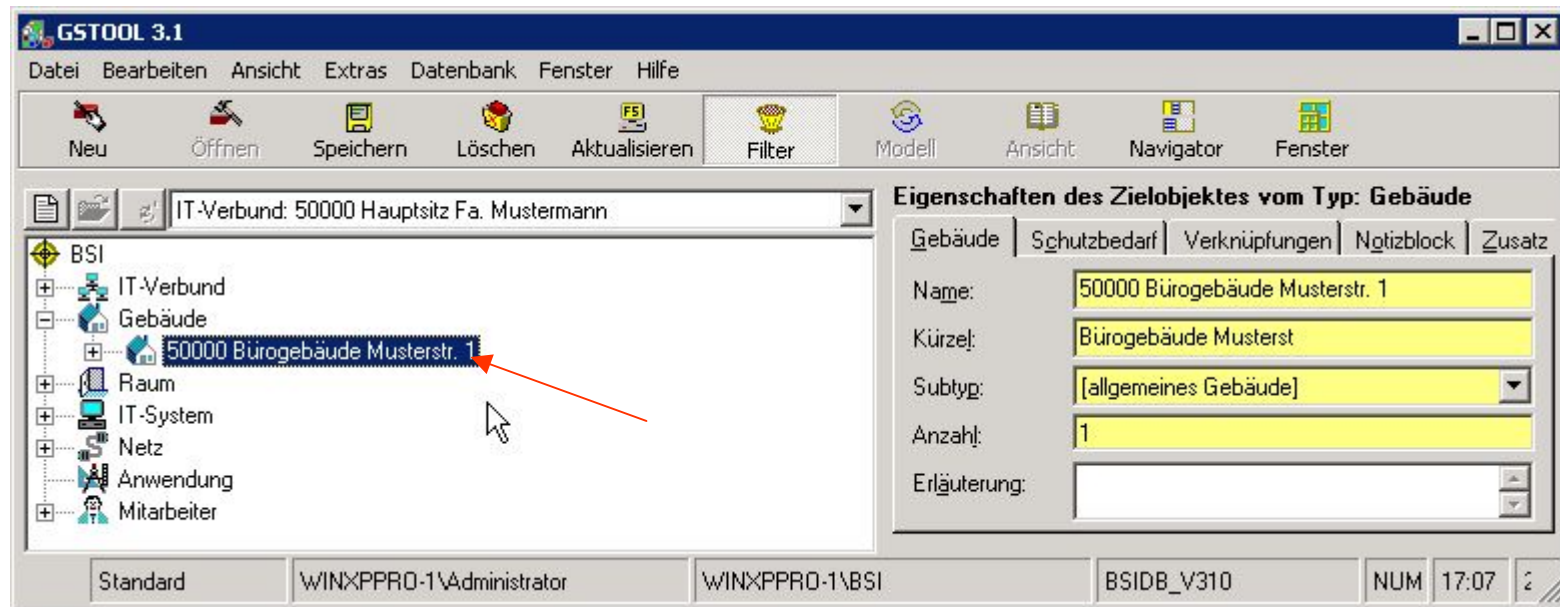 GSTOOL 3.1
Datei Bearbeiten Ansicht Extras Datenbank Fenster Hilfe
F5
Neu Öffnen Speichern Löschen Aktualisieren Filter Modell Ansicht Navigator Fenster
IT-Verbund: 50000 Hauptsitz Fa. Mustermann
BSI
IT-Verbund
Gebäude
50000 Bürogebäude Musterstr. 1
Raum
IT-System
Netz
Anwendung
Mitarbeiter
Eigenschaften des Zielobjektes vom Typ: Gebäude
Gebäude Schutzbedarf Verknüpfungen Notizblock Zusatz
Name: 50000 Bürogebäude Musterstr. 1
Kürzel: Bürogebäude Musterst
Subtyp: [allgemeines Gebäude]
Anzahl: 1
Erläuterung:
Standard WINXPPRO-1\Administrator WINXPPRO-1\BSI BSIDB_V310 NUM 17:07